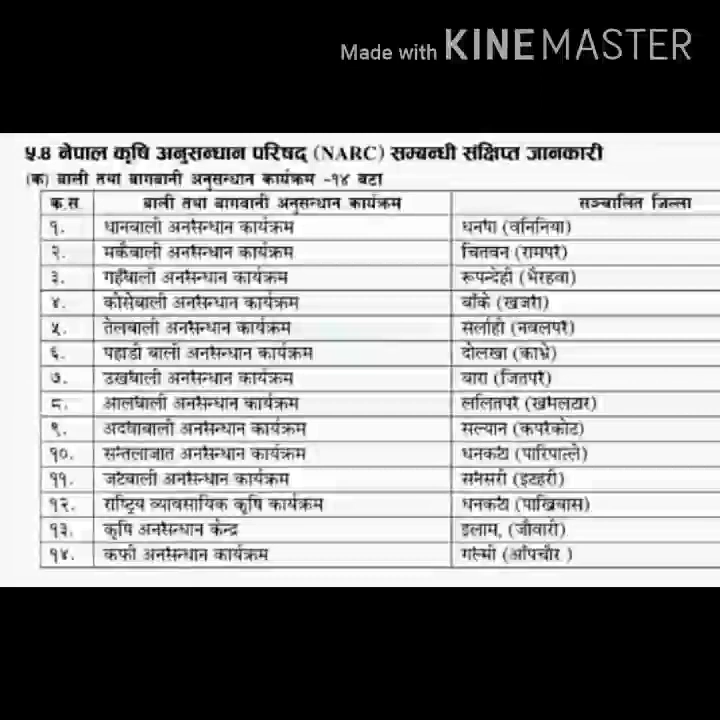 Made with KINEMASTER
५.४ नेपाल कृषि अनुसन्धान परिषद् (NARC) सम्बन्धी संक्षिप्त जानकारी
(क) बाली तथा बागवानी अनुसन्धान कार्यक्रम -१४ वटा
क.स. बाली तथा बागवानी अनुसन्धान कार्यक्रम सञ्चालित जिल्ला
१. धानबाली अनुसन्धान कार्यक्रम धनुषा
२. मकैबाली अनुसन्धान कार्यक्रम चितवन (रामपुर)
३. गहुँबाली अनुसन्धान कार्यक्रम रूपन्देही (भैरहवा)
४. कोसेबाली अनुसन्धान कार्यक्रम बाँके (खजुरा)
५. तेलबाली अनुसन्धान कार्यक्रम सर्लाही (नवलपुर)
६. पहाडी बाली अनुसन्धान कार्यक्रम दोलखा (काभ्रे)
७. उखुबाली अनुसन्धान कार्यक्रम बारा (जितपुर)
८. आलुबाली अनुसन्धान कार्यक्रम ललितपुर (खुमलटार)
९. अदुवाबाली अनुसन्धान कार्यक्रम सल्यान (कपुरकोट)
१०. सुन्तलाजात अनुसन्धान कार्यक्रम धनकुटा (पारिपात्ले)
११. जुटबाली अनुसन्धान कार्यक्रम सुनसरी (इटहरी)
१२. राष्ट्रिय व्यावसायिक कृषि कार्यक्रम धनकुटा (पाख्रिबास)
१३. कृषि अनुसन्धान केन्द्र इलाम, (जौबारी)
१४. कफी अनुसन्धान कार्यक्रम गुल्मी (आँपचौर )